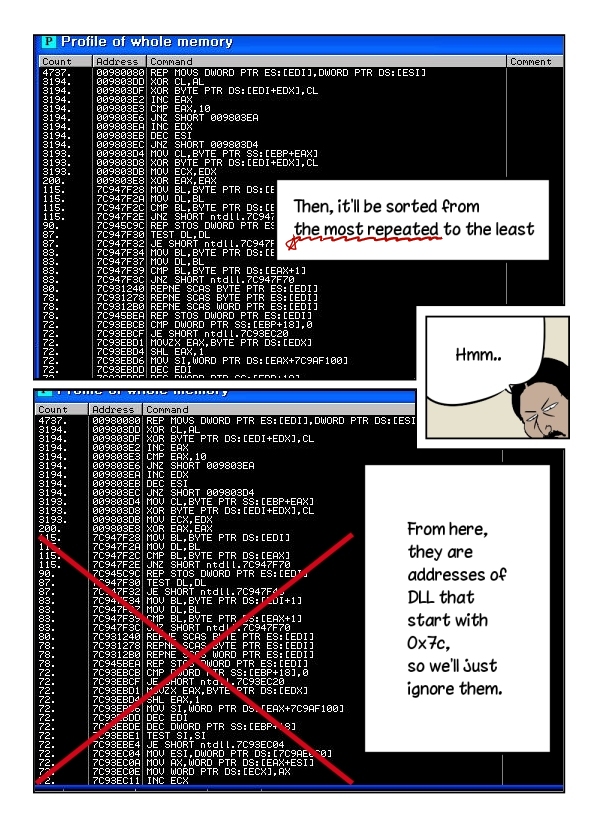 Profile of whole memory
Count Address Command Comment
4737. 00980080 REP MOVS DWORD PTR ES:[EDI],DWORD PTR DS:[ESI]
3194. 009803DD XOR CL,AL
3194. 009803DF XOR BYTE PTR DS:[EDI+EDX],CL
3194. 009803E2 INC EAX
3194. 009803E3 CMP EAX,10
3194. 009803E6 JNZ SHORT 009803EA
3194. 009803EA INC EDX
3194. 009803EB DEC ESI
3194. 009803EC JNZ SHORT 009803D4
3193. 009803D4 MOV CL,BYTE PTR SS:[EBP+EAX]
3193. 009803D8 XOR BYTE PTR DS:[EDI+EDX],CL
3193. 009803DB MOV ECX,EDX
200. 009803E8 XOR EAX,EAX
115. 7C947F28 MOV BL,BYTE PTR DS:[E
115. 7C947F2A MOV DL,BL
115. 7C947F2C CMP BL,BYTE PTR DS:[E
115. 7C947F2E JNZ SHORT ntdll.7C947
90. 7C945C9C REP STOS DWORD PTR ES
87. 7C947F30 TEST DL,DL
87. 7C947F32 JE SHORT ntdll.7C947F
83. 7C947F34 MOV BL,BYTE PTR DS:[E
83. 7C947F37 MOV DL,BL
83. 7C947F39 CMP BL,BYTE PTR DS:[EAX+1]
83. 7C947F3C JNZ SHORT ntdll.7C947F70
80. 7C931240 REPNE SCAS BYTE PTR ES:[EDI]
78. 7C931278 REPNE SCAS BYTE PTR ES:[EDI]
78. 7C9312B0 REPNE SCAS WORD PTR ES:[EDI]
78. 7C945BEA REP STOS DWORD PTR ES:[EDI]
72. 7C93EBCB CMP DWORD PTR SS:[EBP+18],0
72. 7C93EBCF JE SHORT ntdll.7C93EC20
72. 7C93EBD1 MOVZX EAX,BYTE PTR DS:[EDX]
72. 7C93EBD4 SHL EAX,1
72. 7C93EBD6 MOV SI,WORD PTR DS:[EAX+7C9AF100]
72. 7C93EBDD DEC EDI
Then, it'll be sorted from
the most repeated to the least
Hmm..
Profile of whole memory
Count Address Command
4737. 00980080 REP MOVS DWORD PTR ES:[EDI],DWORD PTR DS:[ESI
3194. 009803DD XOR CL,AL
3194. 009803DF XOR BYTE PTR DS:[EDI+EDX],CL
3194. 009803E2 INC EAX
3194. 009803E3 CMP EAX,10
3194. 009803E6 JNZ SHORT 009803EA
3194. 009803EA INC EDX
3194. 009803EB DEC ESI
3194. 009803EC JNZ SHORT 009803D4
3193. 009803D4 MOV CL,BYTE PTR SS:[EBP+EAX]
3193. 009803D8 XOR BYTE PTR DS:[EDI+EDX],CL
3193. 009803DB MOV ECX,EDX
200. 009803E8 XOR EAX,EAX
115. 7C947F28 MOV BL,BYTE PTR DS:[EDI]
7C947F2A MOV DL,BL
115. 7C947F2C CMP BL,BYTE PTR DS:[EAX]
115. 7C947F2E JNZ SHORT ntdll.7C947F70
90. 7C945C9C REP STOS DWORD PTR ES:[EDI]
87. 7C947F30 TEST DL,DL
87. 7C947F32 JE SHORT
83. MOV BL,BYTE PTR DS:[EDI+1]
83. MOV DL,BL
83. CMP BL,BYTE PTR DS:[EAX+1]
83. JNZ SHORT ntdll.7C947F70
80. 7C931240 REPNE SCAS BYTE PTR ES:[EDI]
78. 7C931278 REPNE SCAS BYTE PTR ES:[EDI]
78. 7C9312B0 REPNE SCAS WORD PTR ES:[EDI]
78. 7C945BEA REP DWORD PTR ES:[EDI]
72. 7C93EBCB CMP DWORD PTR SS:[EBP+18],0
72. 7C93EBCF JE SHORT ntdll.7C93EC20
72. 7C93EBD1 MOVZX EAX,BYTE PTR DS:[EDX]
72. SHL EAX,1
72. MOV SI,WORD PTR DS:[EAX+7C9AF100]
72. DEC EDI
72. 7C93EBDE DEC DWORD PTR
72. 7C93EBE1 TEST SI,SI
72. 7C93EBE4 JE SHORT ntdll.7C93EC04
72. 7C93EC04 MOV ESI,DWORD PTR
72. 7C93EC0A MOV AX,WORD PTR DS:[EAX+ESI]
72. 7C93EC0E MOV WORD PTR DS:[ECX],AX
72. 7C93EC11 INC ECX
From here,
they are
addresses of
DLL that
start with
0x7c,
so we'll just
ignore them.